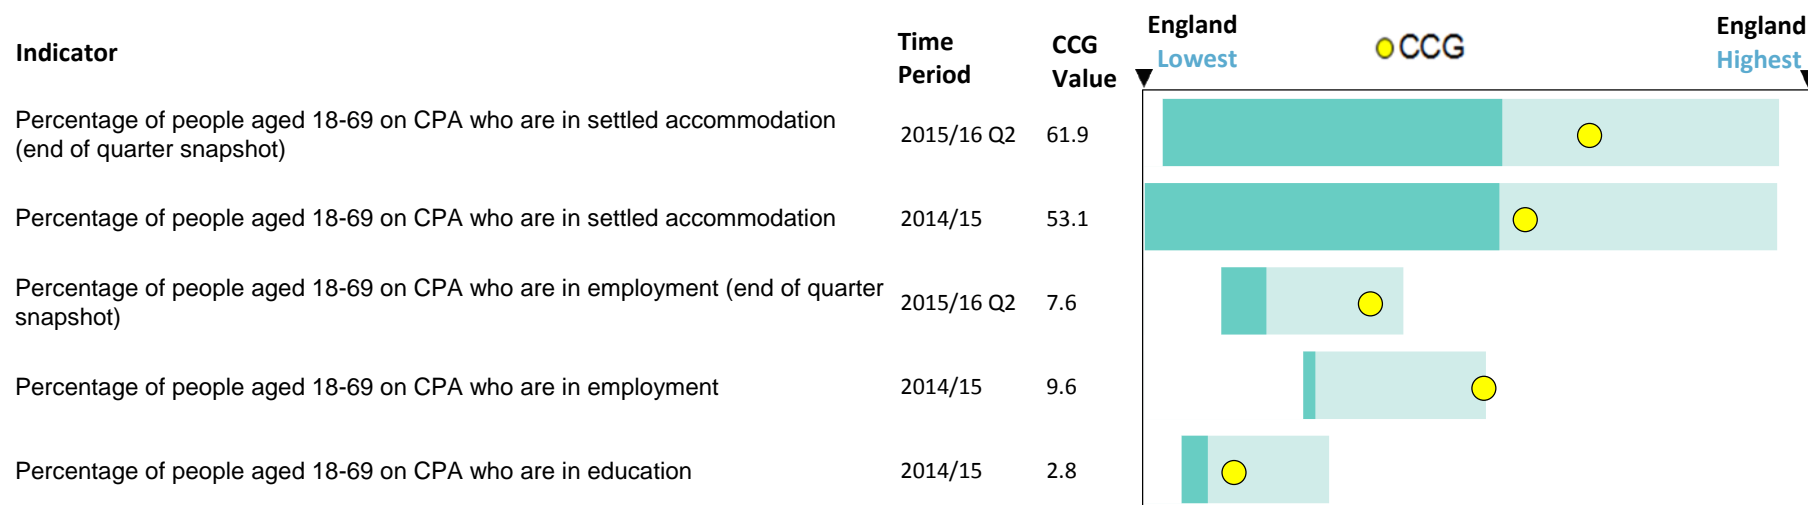 Indicator
Time
Period
CCG
Value
England
Lowest
CCG
England
Highest
Percentage of people aged 18-69 on CPA who are in settled accommodation
(end of quarter snapshot)
2015/16 Q2
61.9
Percentage of people aged 18-69 on CPA who are in settled accommodation
2014/15
53.1
Percentage of people aged 18-69 on CPA who are in employment (end of quarter
snapshot)
2015/16 Q2
7.6
Percentage of people aged 18-69 on CPA who are in employment
2014/15
9.6
Percentage of people aged 18-69 on CPA who are in education
2014/15
2.8